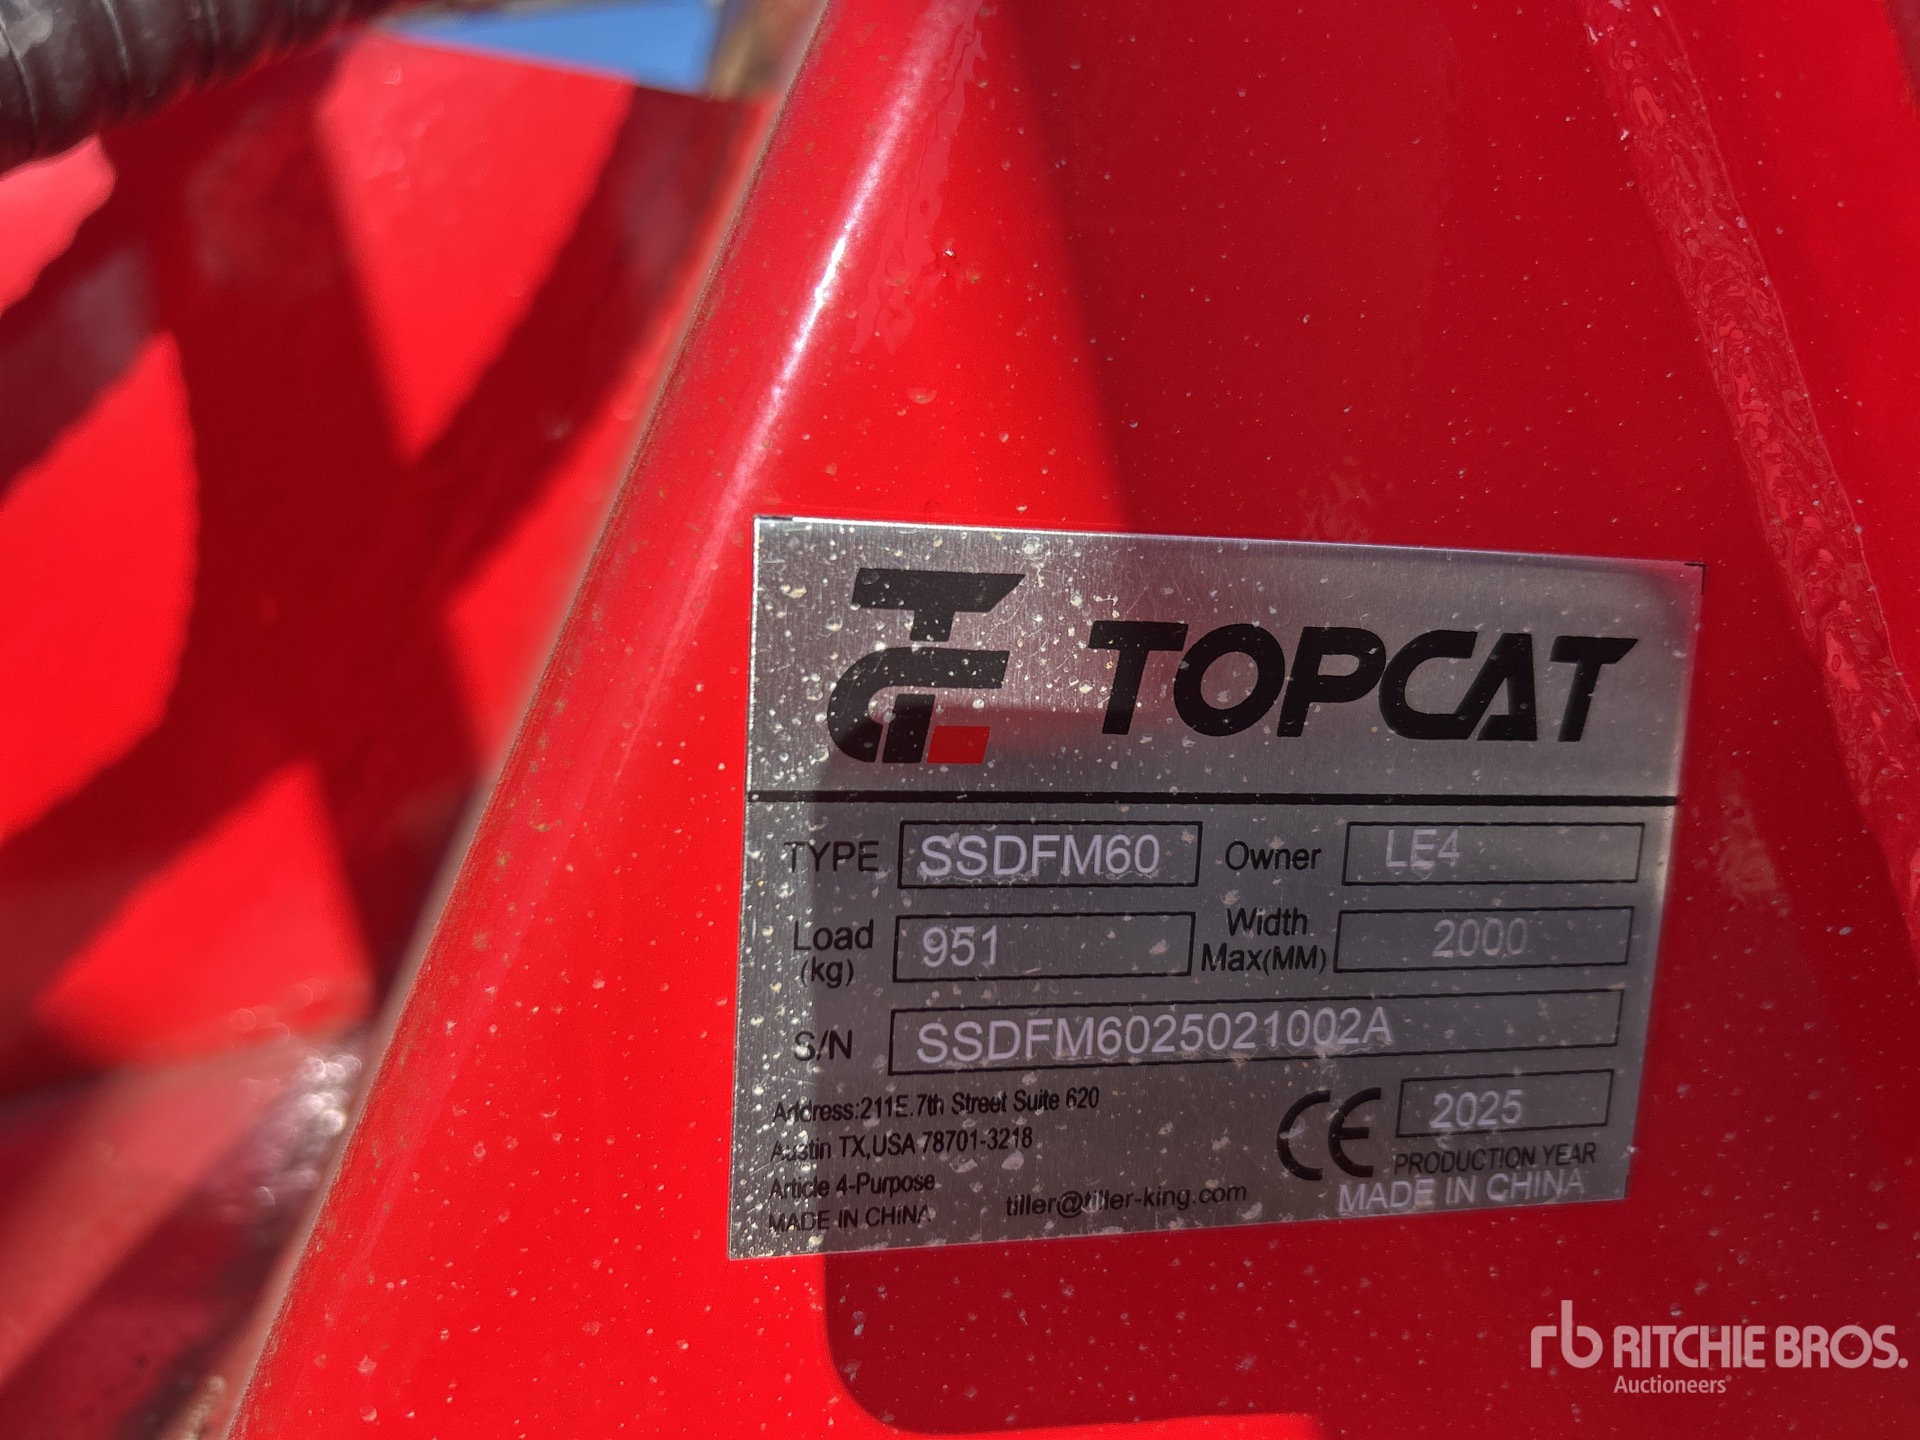 TOPCAT
TYPE SSDFM60 Owner LE4
Load (kg) 951 Width Max(MM) 2000
S/N SSDFM6025021002A
Address:211E.7th Street Suite 620
Austin TX,USA 78701-3218
Article 4-Purpose
MADE IN CHINA
tiller@tiller-king.com
CE 2025
PRODUCTION YEAR
MADE IN CHINA
rb RITCHIE BROS.
Auctioneers